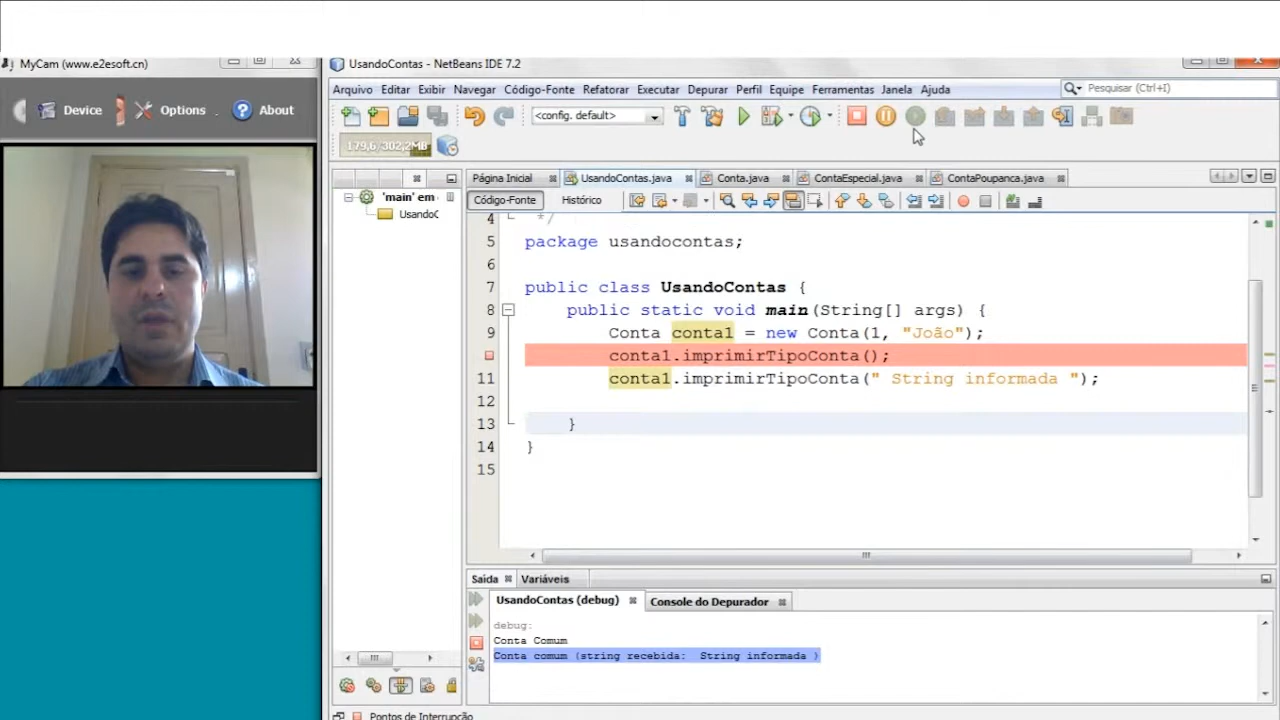 MyCam (www.e2esoft.cn)
Device
Options
About
UsandoContas - NetBeans IDE 7.2
Arquivo Editar Exibir Navegar Código-Fonte Refatorar Executar Depurar Perfil Equipe Ferramentas Janela Ajuda
Pesquisar (Ctrl+I)
<config. default>
179,6/302,2MB
Página Inicial
UsandoContas.java
Conta.java
ContaEspecial.java
ContaPoupanca.java
'main' em
UsandoC
Código-Fonte
Histórico
4 */
5 package usandocontas;
6
7 public class UsandoContas {
8 public static void main(String[] args) {
9 Conta conta1 = new Conta(1, "João");
conta1.imprimirTipoConta();
11 conta1.imprimirTipoConta(" String informada ");
12
13 }
14 }
15
Saída
Variáveis
UsandoContas (debug)
Console do Depurador
debug:
Conta Comum
Conta comum (string recebida:  String informada )
Pontos de Interrupção